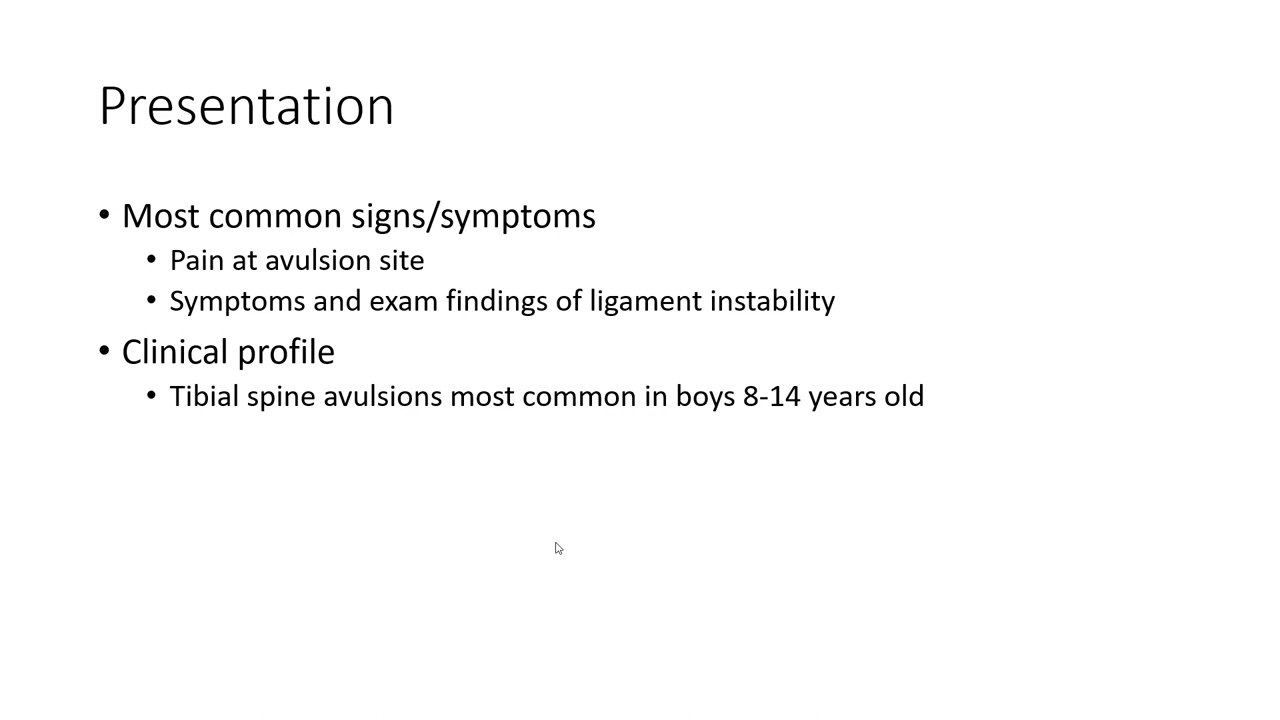 Presentation
• Most common signs/symptoms
• Pain at avulsion site
• Symptoms and exam findings of ligament instability
• Clinical profile
• Tibial spine avulsions most common in boys 8-14 years old